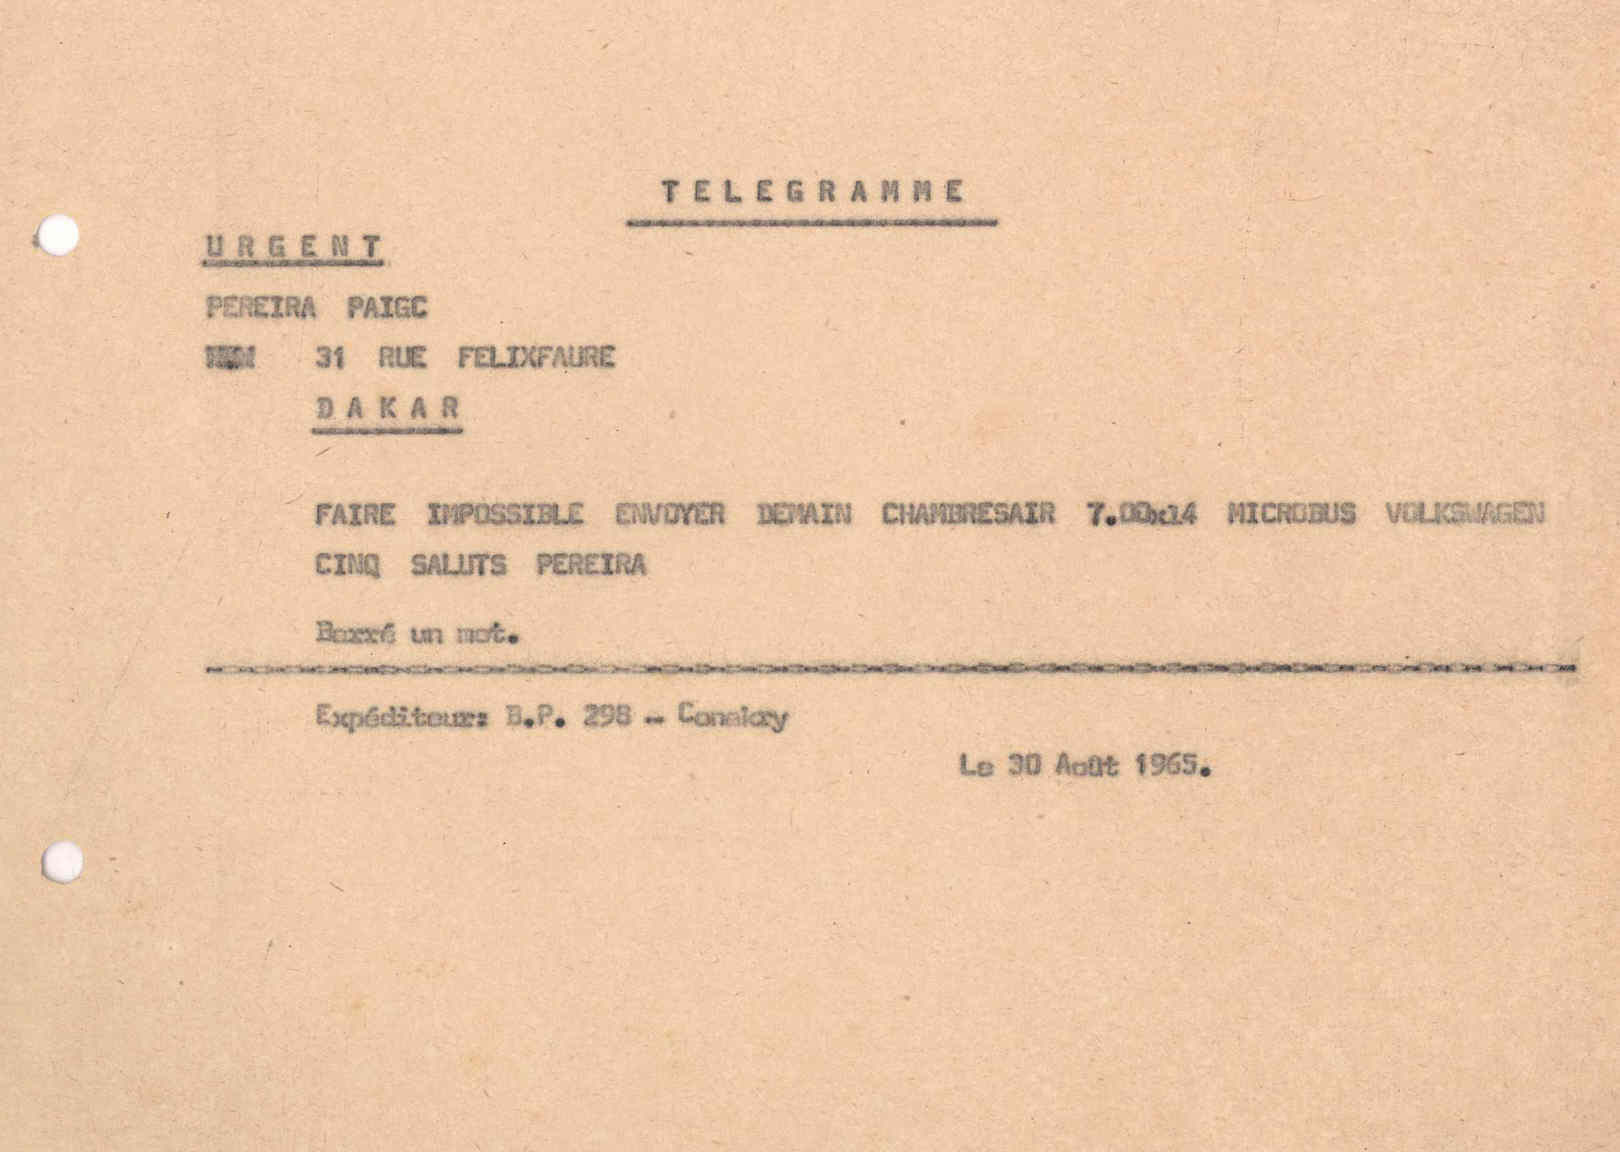 TELEGRAMME
URGENT
PEREIRA PAIGC
31 RUE FELIXFAURE
DAKAR
FAIRE IMPOSSIBLE ENVOYER DEMAIN CHAMBRESAIR 7.00x14 MICROBUS VOLKSWAGEN
CINQ SALUTS PEREIRA
Barré un mot.
Expéditeur: B.P. 298 - Conakry
Le 30 Août 1965.